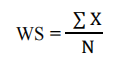 WS = ∑ X / N